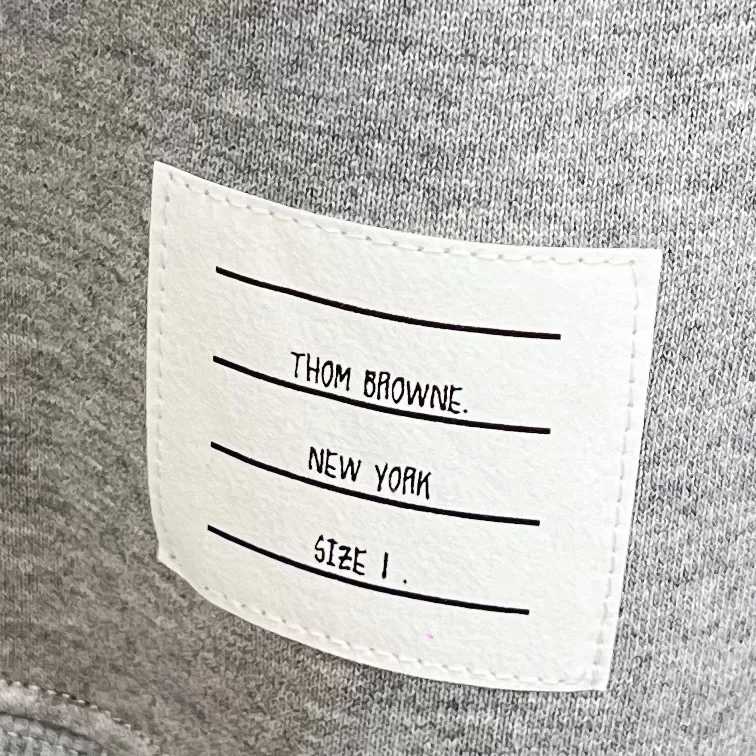 THOM BROWNE.
NEW YORK
SIZE 1 .